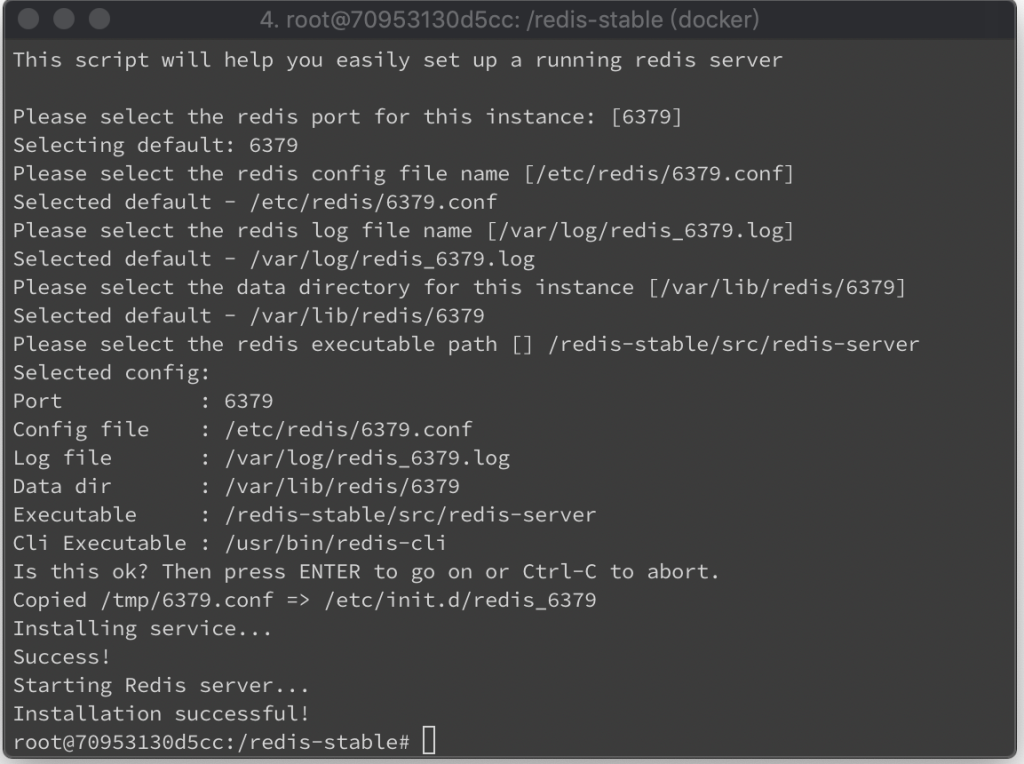 4. root@70953130d5cc: /redis-stable (docker)
This script will help you easily set up a running redis server
Please select the redis port for this instance: [6379]
Selecting default: 6379
Please select the redis config file name [/etc/redis/6379.conf]
Selected default - /etc/redis/6379.conf
Please select the redis log file name [/var/log/redis_6379.log]
Selected default - /var/log/redis_6379.log
Please select the data directory for this instance [/var/lib/redis/6379]
Selected default - /var/lib/redis/6379
Please select the redis executable path [] /redis-stable/src/redis-server
Selected config:
Port           : 6379
Config file    : /etc/redis/6379.conf
Log file       : /var/log/redis_6379.log
Data dir       : /var/lib/redis/6379
Executable     : /redis-stable/src/redis-server
Cli Executable : /usr/bin/redis-cli
Is this ok? Then press ENTER to go on or Ctrl-C to abort.
Copied /tmp/6379.conf => /etc/init.d/redis_6379
Installing service...
Success!
Starting Redis server...
Installation successful!
root@70953130d5cc:/redis-stable#